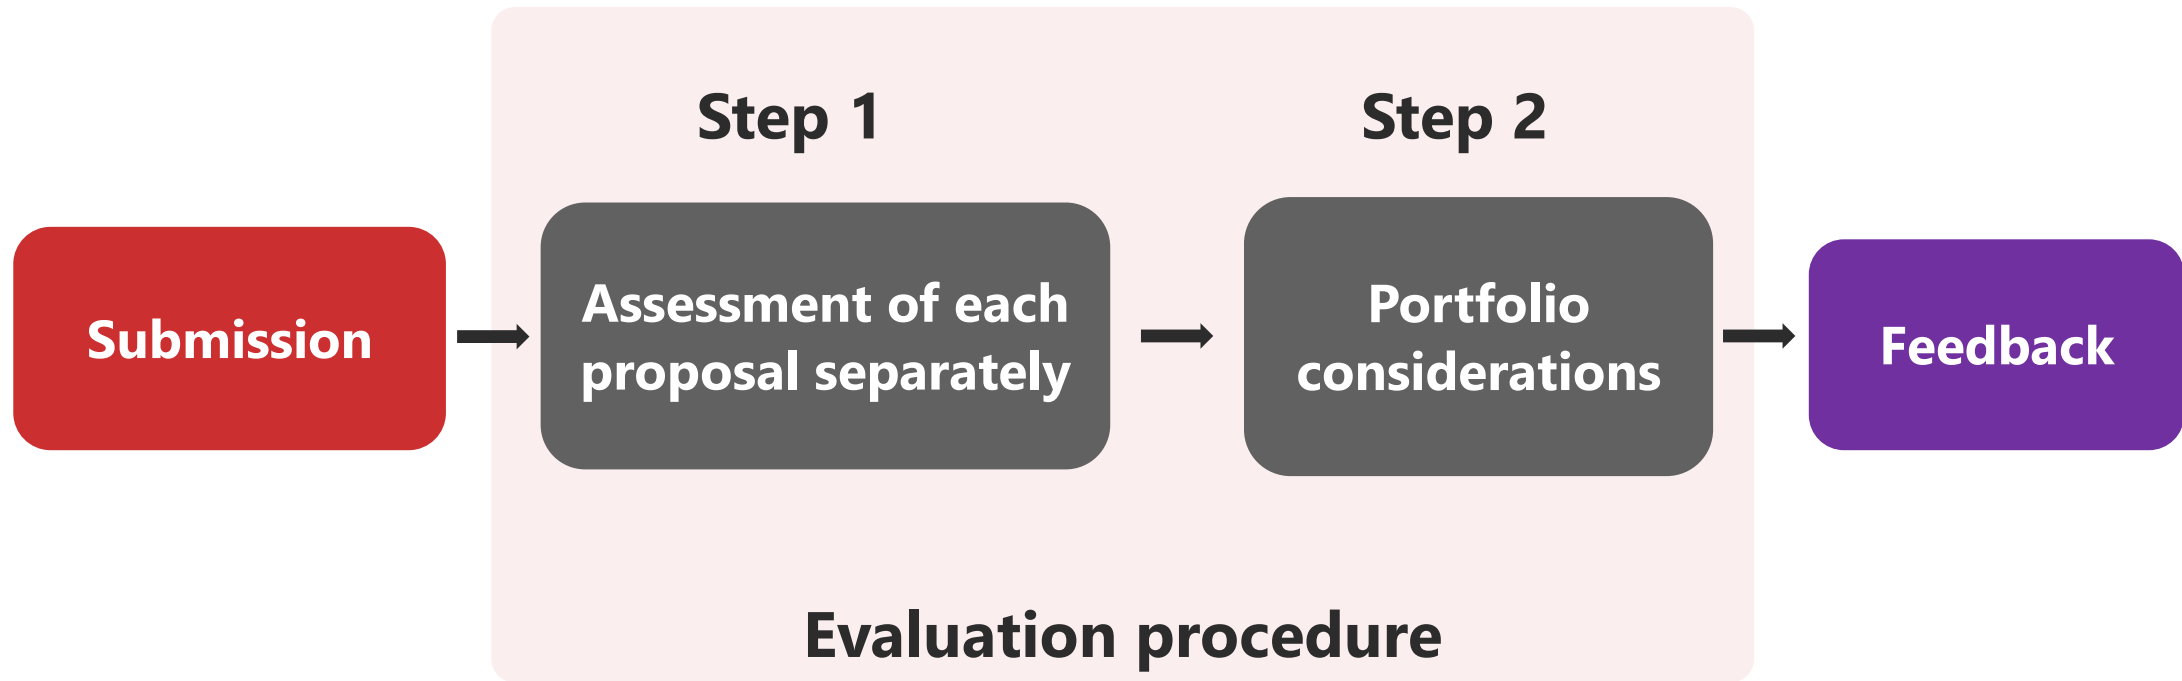 Step 1
Step 2
Submission
Assessment of each
proposal separately
Portfolio
considerations
Feedback
Evaluation procedure